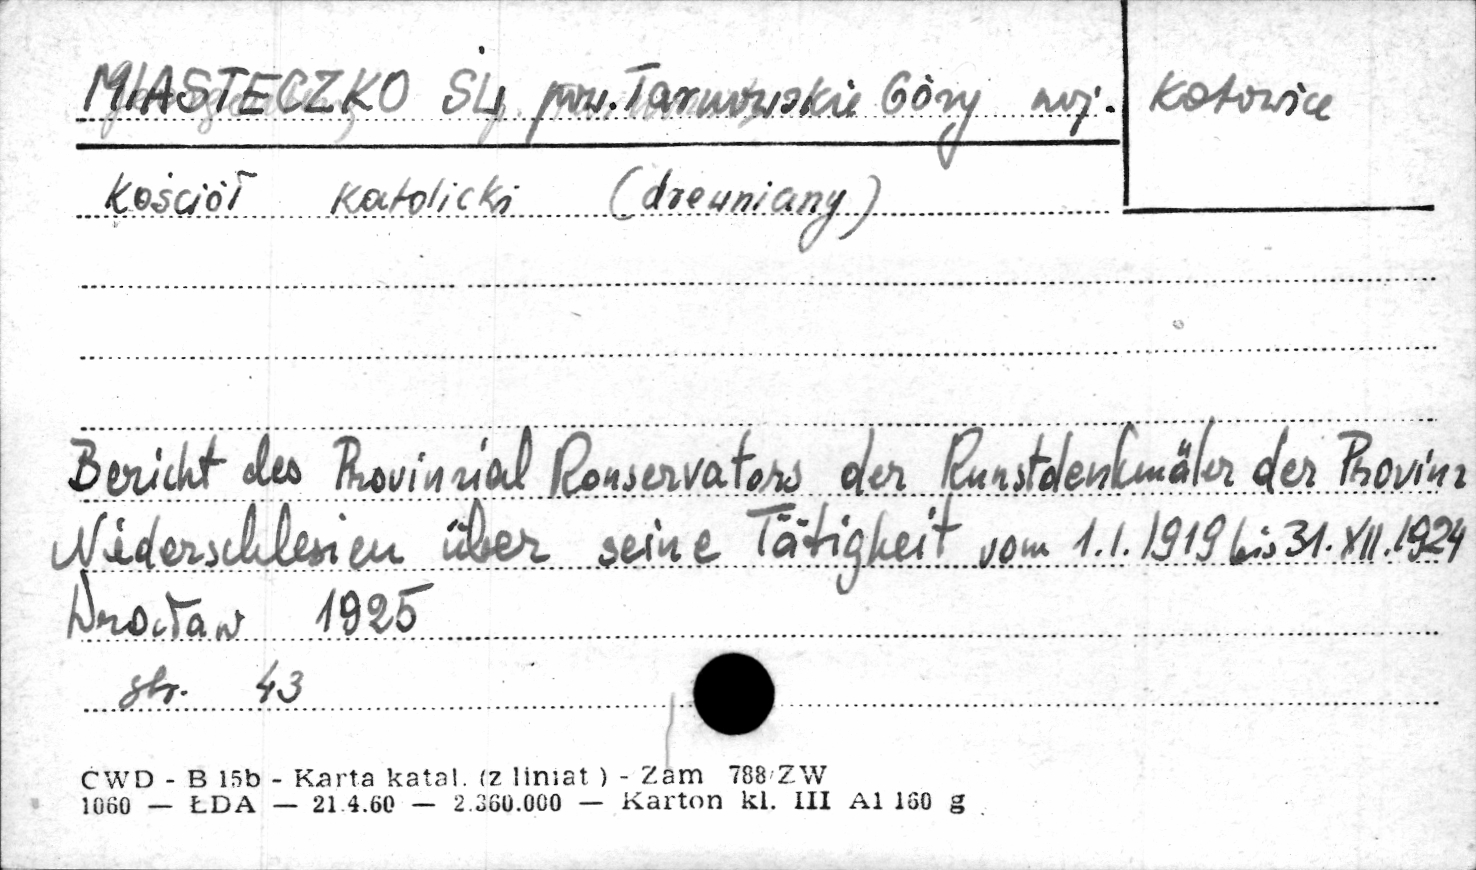 MIASTECZKO ŚL, pow. Tarnowskie Góry woj. Katowice
Kościół Katolicki (drewniany)
Bericht des Provinzial Konservators der Kunstdenkmäler der Provinz
Niederschlesien über seine Tätigkeit vom 1.I.1919 bis 31.XII.1924
Wrocław 1925
str. 43
CWD - B 15b - Karta katal. (z liniat ) - Zam 788/ZW
1060 — ŁDA — 21.4.60 — 2.360.000 — Karton kl. III A1 160 g